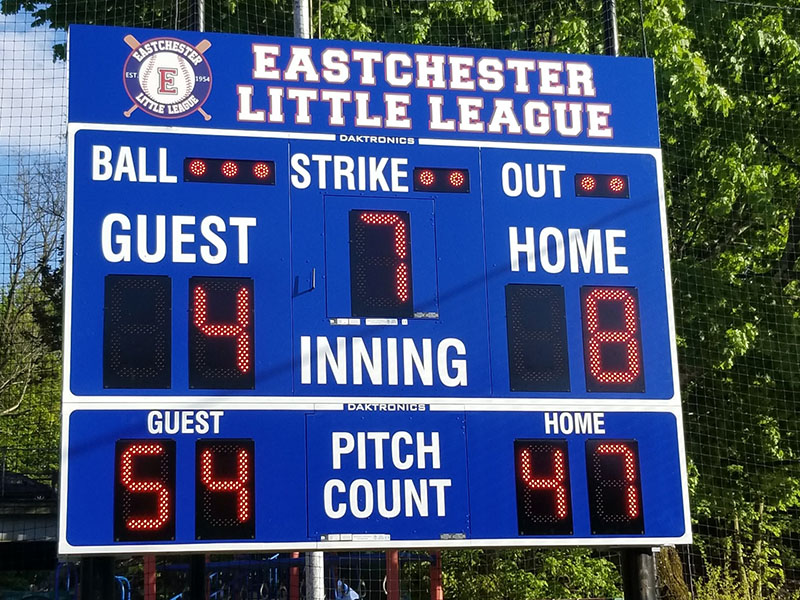 EASTCHESTER
E
EST. 1954
LITTLE LEAGUE
EASTCHESTER
LITTLE LEAGUE
DAKTRONICS
BALL STRIKE OUT
GUEST 7 HOME
4 8
INNING
DAKTRONICS
GUEST HOME
PITCH
COUNT
54 47